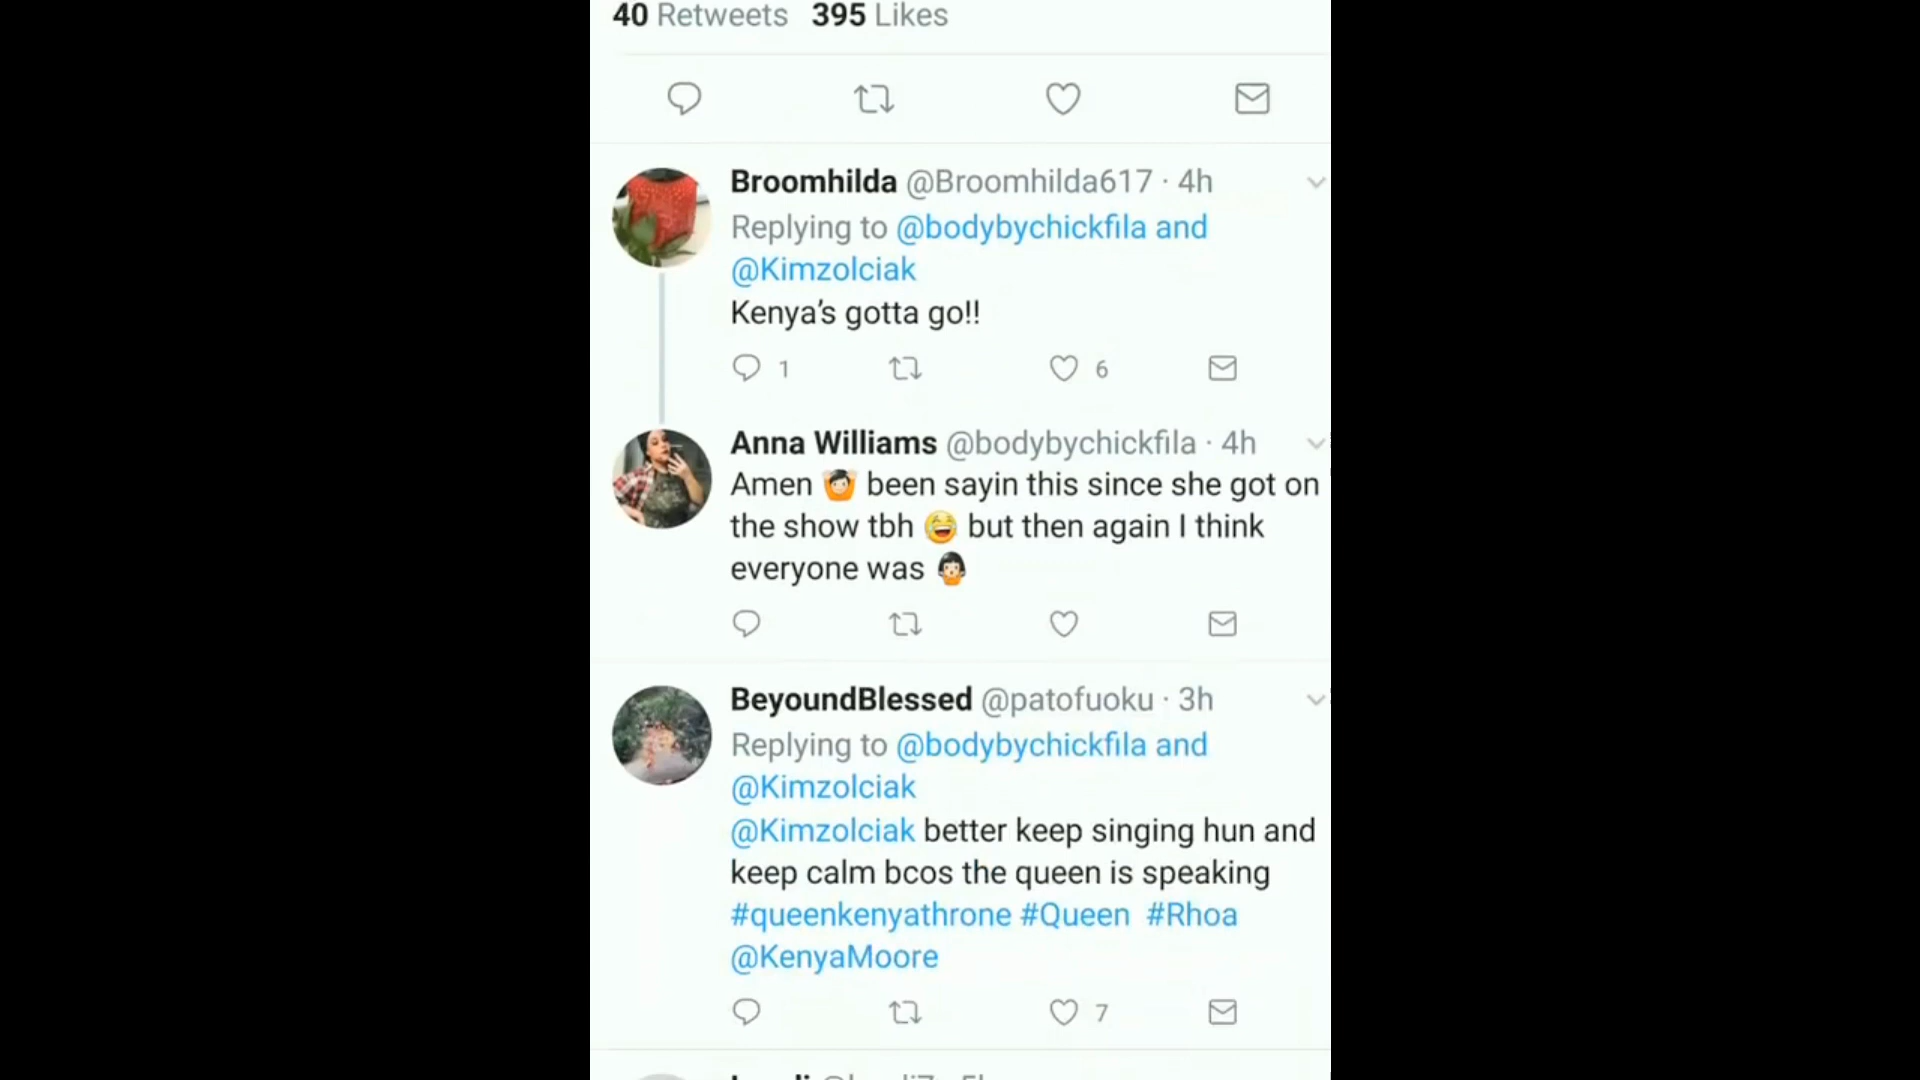 40 Retweets 395 Likes
Broomhilda @Broomhilda617 · 4h
Replying to @bodybychickfila and
@Kimzolciak
Kenya's gotta go!!
1 6
Anna Williams @bodybychickfila · 4h
Amen 🙆🏻 been sayin this since she got on
the show tbh 😂 but then again I think
everyone was 🤷🏻
BeyoundBlessed @patofuoku · 3h
Replying to @bodybychickfila and
@Kimzolciak
@Kimzolciak better keep singing hun and
keep calm bcos the queen is speaking
#queenkenyathrone #Queen #Rhoa
@KenyaMoore
7